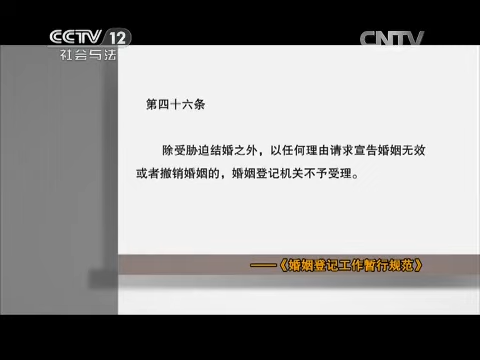 CCTV 12
社会与法
CNTV
第四十六条
除受胁迫结婚之外，以任何理由请求宣告婚姻无效
或者撤销婚姻的，婚姻登记机关不予受理。
——《婚姻登记工作暂行规范》